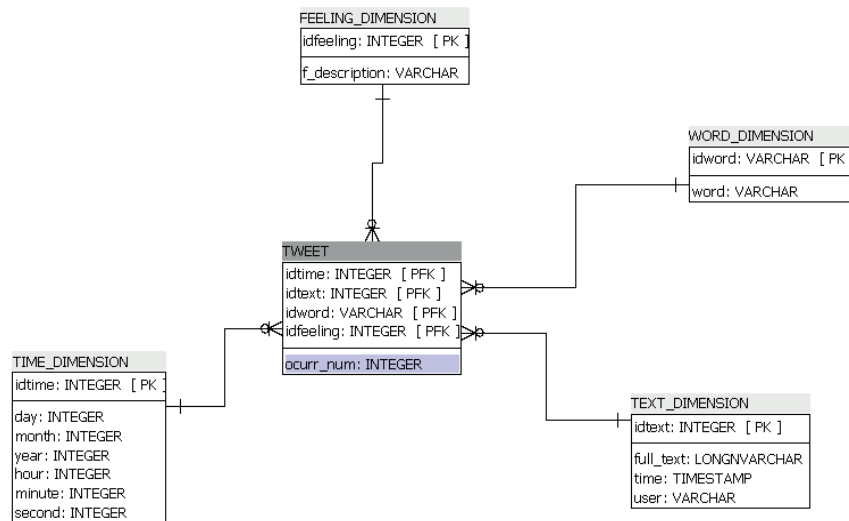 FEELING_DIMENSION
idfeeling: INTEGER [ PK ]
f_description: VARCHAR
WORD_DIMENSION
idword: VARCHAR [ PK
word: VARCHAR
TWEET
idtime: INTEGER [ PFK ]
idtext: INTEGER [ PFK ]
idword: VARCHAR [ PFK ]
idfeeling: INTEGER [PFK ]
ocurr_num: INTEGER
TIME_DIMENSION
idtime: INTEGER [ PK ]
day: INTEGER
month: INTEGER
year: INTEGER
hour: INTEGER
minute: INTEGER
second: INTEGER
TEXT_DIMENSION
idtext: INTEGER [ PK ]
full_text: LONGNVARCHAR
time: TIMESTAMP
user: VARCHAR